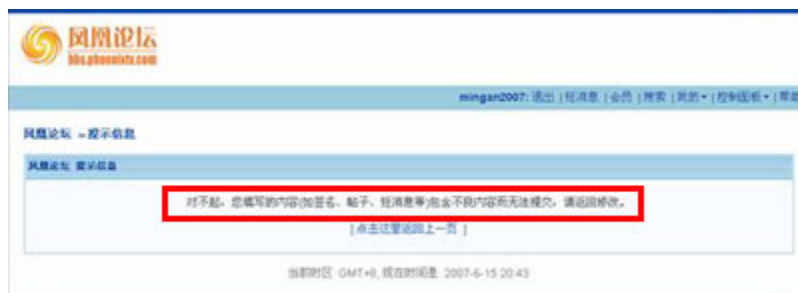 凤凰论坛
bbs.phoenixtv.com
mingan2007: 退出 | 短消息 | 会员 | 搜索 | 我的 | 控制面板 | 帮助
凤凰论坛 » 提示信息
凤凰论坛 提示信息
对不起，您填写的内容(如签名、帖子、短消息等)包含不良内容而无法提交，请返回修改。
[ 点击这里返回上一页 ]
当前时区 GMT+8, 现在时间是 2007-6-15 20:43